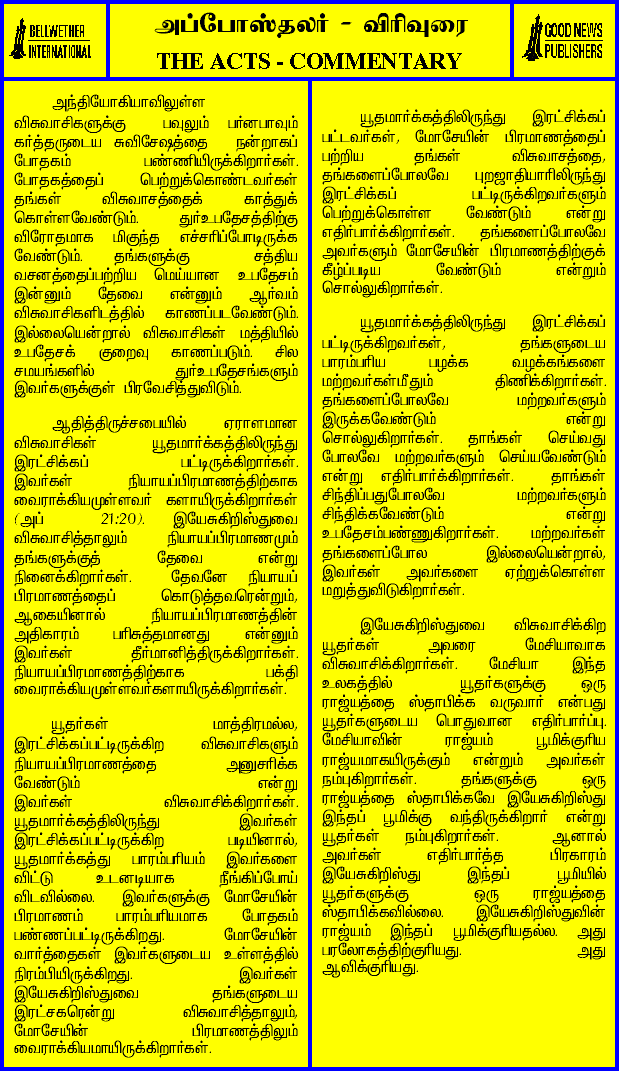 BELLWETHER
INTERNATIONAL
அப்போஸ்தலர் - விரிவுரை
THE ACTS - COMMENTARY
GOOD NEWS
PUBLISHERS
அந்தியோகியாவிலுள்ள
விசுவாசிகளுக்கு பவுலும் பர்னபாவும்
கர்த்தருடைய சுவிசேஷத்தை நன்றாகப்
போதகம் பண்ணியிருக்கிறார்கள்.
போதகத்தைப் பெற்றுக்கொண்டவர்கள்
தங்கள் விசுவாசத்தைக் காத்துக்
கொள்ளவேண்டும். துர்உபதேசத்திற்கு
விரோதமாக மிகுந்த எச்சரிப்போடிருக்க
வேண்டும். தங்களுக்கு சத்திய
வசனத்தைப்பற்றிய மெய்யான உபதேசம்
இன்னும் தேவை என்னும் ஆர்வம்
விசுவாசிகளிடத்தில் காணப்படவேண்டும்.
இல்லையென்றால் விசுவாசிகள் மத்தியில்
உபதேசக் குறைவு காணப்படும். சில
சமயங்களில் துர்உபதேசங்களும்
இவர்களுக்குள் பிரவேசித்துவிடும்.
ஆதித்திருச்சபையில் ஏராளமான
விசுவாசிகள் யூதமார்க்கத்திலிருந்து
இரட்சிக்கப் பட்டிருக்கிறார்கள்.
இவர்கள் நியாயப்பிரமாணத்திற்காக
வைராக்கியமுள்ளவர் களாயிருக்கிறார்கள்
(அப் 21:20). இயேசுகிறிஸ்துவை
விசுவாசித்தாலும் நியாயப்பிரமாணமும்
தங்களுக்குத் தேவை என்று
நினைக்கிறார்கள். தேவனே நியாயப்
பிரமாணத்தைப் கொடுத்தவரென்றும்,
ஆகையினால் நியாயப்பிரமாணத்தின்
அதிகாரம் பரிசுத்தமானது என்னும்
இவர்கள் தீர்மானித்திருக்கிறார்கள்.
நியாயப்பிரமாணத்திற்காக பக்தி
வைராக்கியமுள்ளவர்களாயிருக்கிறார்கள்.
யூதர்கள் மாத்திரமல்ல,
இரட்சிக்கப்பட்டிருக்கிற விசுவாசிகளும்
நியாயப்பிரமாணத்தை அனுசரிக்க
வேண்டும் என்று
இவர்கள் விசுவாசிக்கிறார்கள்.
யூதமார்க்கத்திலிருந்து இவர்கள்
இரட்சிக்கப்பட்டிருக்கிற படியினால்,
யூதமார்க்கத்து பாரம்பரியம் இவர்களை
விட்டு உடனடியாக நீங்கிப்போய்
விடவில்லை. இவர்களுக்கு மோசேயின்
பிரமாணம் பாரம்பரியமாக போதகம்
பண்ணப்பட்டிருக்கிறது. மோசேயின்
வார்த்தைகள் இவர்களுடைய உள்ளத்தில்
நிரம்பியிருக்கிறது. இவர்கள்
இயேசுகிறிஸ்துவை தங்களுடைய
இரட்சகரென்று விசுவாசித்தாலும்,
மோசேயின் பிரமாணத்திலும்
வைராக்கியமாயிருக்கிறார்கள்.
யூதமார்க்கத்திலிருந்து இரட்சிக்கப்
பட்டவர்கள், மோசேயின் பிரமாணத்தைப்
பற்றிய தங்கள் விசுவாசத்தை,
தங்களைப்போலவே புறஜாதியாரிலிருந்து
இரட்சிக்கப் பட்டிருக்கிறவர்களும்
பெற்றுக்கொள்ள வேண்டும் என்று
எதிர்பார்க்கிறார்கள். தங்களைப்போலவே
அவர்களும் மோசேயின் பிரமாணத்திற்குக்
கீழ்ப்படிய வேண்டும் என்றும்
சொல்லுகிறார்கள்.
யூதமார்க்கத்திலிருந்து இரட்சிக்கப்
பட்டிருக்கிறவர்கள், தங்களுடைய
பாரம்பரிய பழக்க வழக்கங்களை
மற்றவர்கள்மீதும் திணிக்கிறார்கள்.
தங்களைப்போலவே மற்றவர்களும்
இருக்கவேண்டும் என்று
சொல்லுகிறார்கள். தாங்கள் செய்வது
போலவே மற்றவர்களும் செய்யவேண்டும்
என்று எதிர்பார்க்கிறார்கள். தாங்கள்
சிந்திப்பதுபோலவே மற்றவர்களும்
சிந்திக்கவேண்டும் என்று
உபதேசம்பண்ணுகிறார்கள். மற்றவர்கள்
தங்களைப்போல இல்லையென்றால்,
இவர்கள் அவர்களை ஏற்றுக்கொள்ள
மறுத்துவிடுகிறார்கள்.
இயேசுகிறிஸ்துவை விசுவாசிக்கிற
யூதர்கள் அவரை மேசியாவாக
விசுவாசிக்கிறார்கள். மேசியா இந்த
உலகத்தில் யூதர்களுக்கு ஒரு
ராஜ்யத்தை ஸ்தாபிக்க வருவார் என்பது
யூதர்களுடைய பொதுவான எதிர்பார்ப்பு.
மேசியாவின் ராஜ்யம் பூமிக்குரிய
ராஜ்யமாகயிருக்கும் என்றும் அவர்கள்
நம்புகிறார்கள். தங்களுக்கு ஒரு
ராஜ்யத்தை ஸ்தாபிக்கவே இயேசுகிறிஸ்து
இந்தப் பூமிக்கு வந்திருக்கிறார் என்று
யூதர்கள் நம்புகிறார்கள். ஆனால்
அவர்கள் எதிர்பார்த்த பிரகாரம்
இயேசுகிறிஸ்து இந்தப் பூமியில்
யூதர்களுக்கு ஒரு ராஜ்யத்தை
ஸ்தாபிக்கவில்லை. இயேசுகிறிஸ்துவின்
ராஜ்யம் இந்தப் பூமிக்குரியதல்ல. அது
பரலோகத்திற்குரியது. அது
ஆவிக்குரியது.